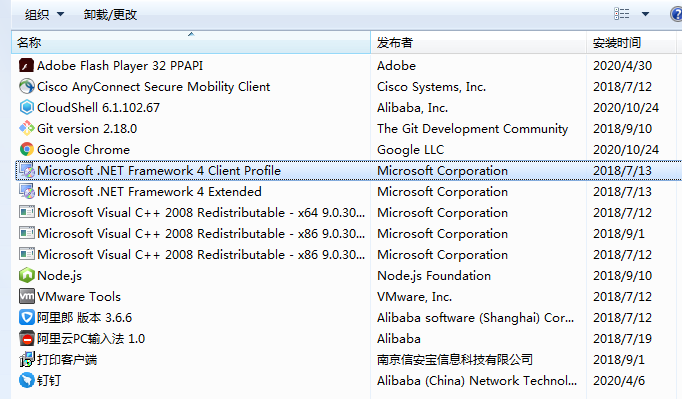 组织 卸载/更改
名称 发布者 安装时间
Adobe Flash Player 32 PPAPI Adobe 2020/4/30
Cisco AnyConnect Secure Mobility Client Cisco Systems, Inc. 2018/7/12
CloudShell 6.1.102.67 Alibaba, Inc. 2020/10/24
Git version 2.18.0 The Git Development Community 2018/9/10
Google Chrome Google LLC 2020/10/24
Microsoft .NET Framework 4 Client Profile Microsoft Corporation 2018/7/13
Microsoft .NET Framework 4 Extended Microsoft Corporation 2018/7/13
Microsoft Visual C++ 2008 Redistributable - x64 9.0.30... Microsoft Corporation 2018/7/12
Microsoft Visual C++ 2008 Redistributable - x86 9.0.30... Microsoft Corporation 2018/9/1
Microsoft Visual C++ 2008 Redistributable - x86 9.0.30... Microsoft Corporation 2018/7/12
Node.js Node.js Foundation 2018/9/10
vm VMware Tools VMware, Inc. 2018/7/12
阿里郎 版本 3.6.6 Alibaba software (Shanghai) Cor... 2018/7/12
阿里云PC输入法 1.0 Alibaba 2018/7/19
打印客户端 南京信安宝信息科技有限公司 2018/9/1
钉钉 Alibaba (China) Network Technol... 2020/4/6